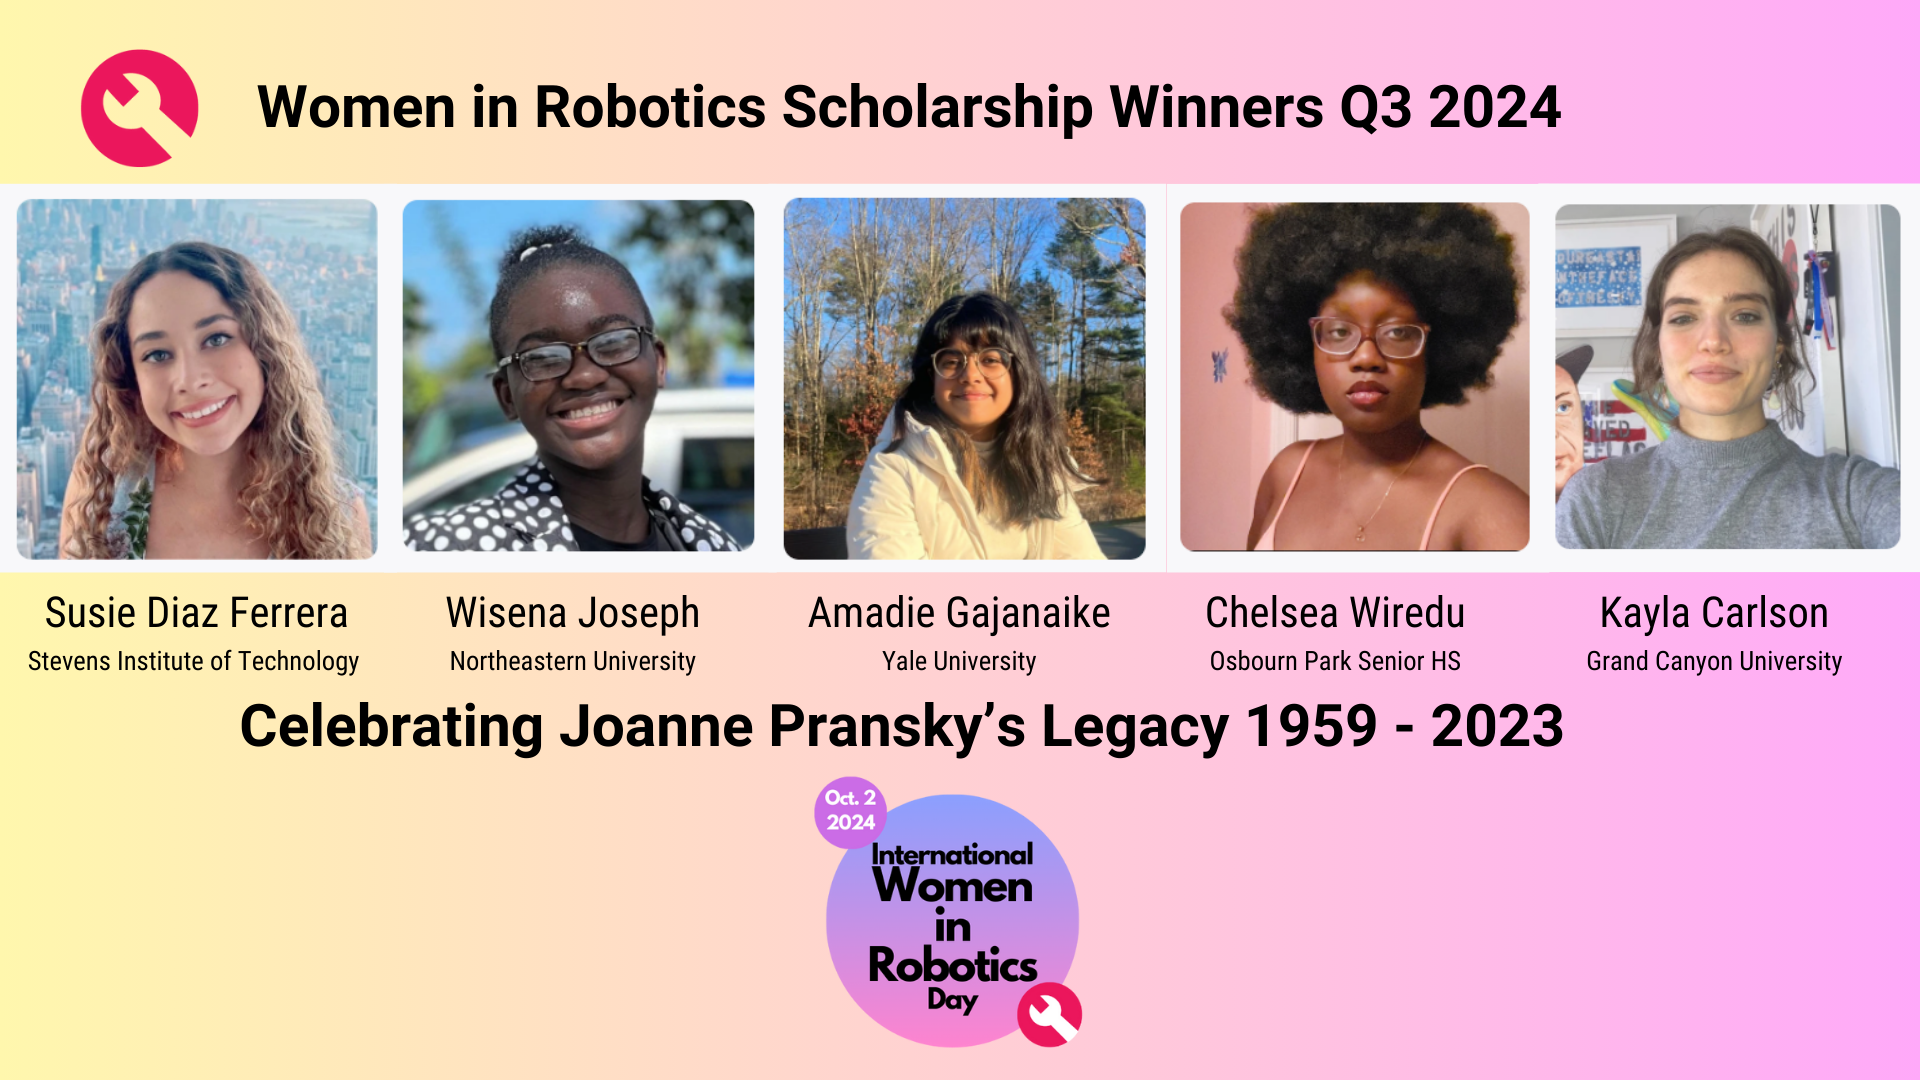 Women in Robotics Scholarship Winners Q3 2024
Susie Diaz Ferrera
Stevens Institute of Technology
Wisena Joseph
Northeastern University
Amadie Gajanaike
Yale University
Chelsea Wiredu
Osbourn Park Senior HS
Kayla Carlson
Grand Canyon University
Celebrating Joanne Pransky’s Legacy 1959 - 2023
Oct. 2
2024
International
Women
in
Robotics
Day